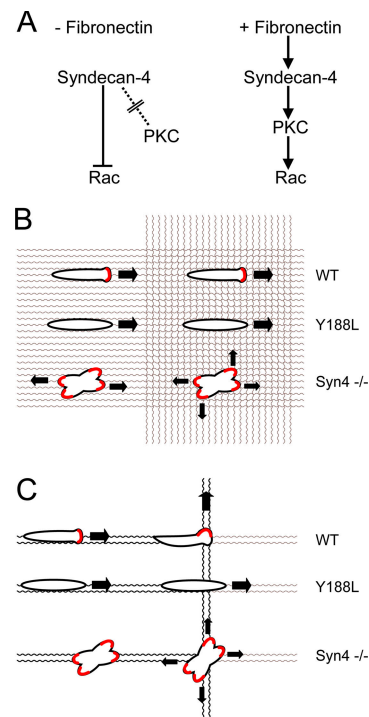 A
- Fibronectin
+ Fibronectin
Syndecan-4
Syndecan-4
PKC
PKC
Rac
Rac
B
WT
Y188L
Syn4 -/-
C
WT
Y188L
Syn4 -/-